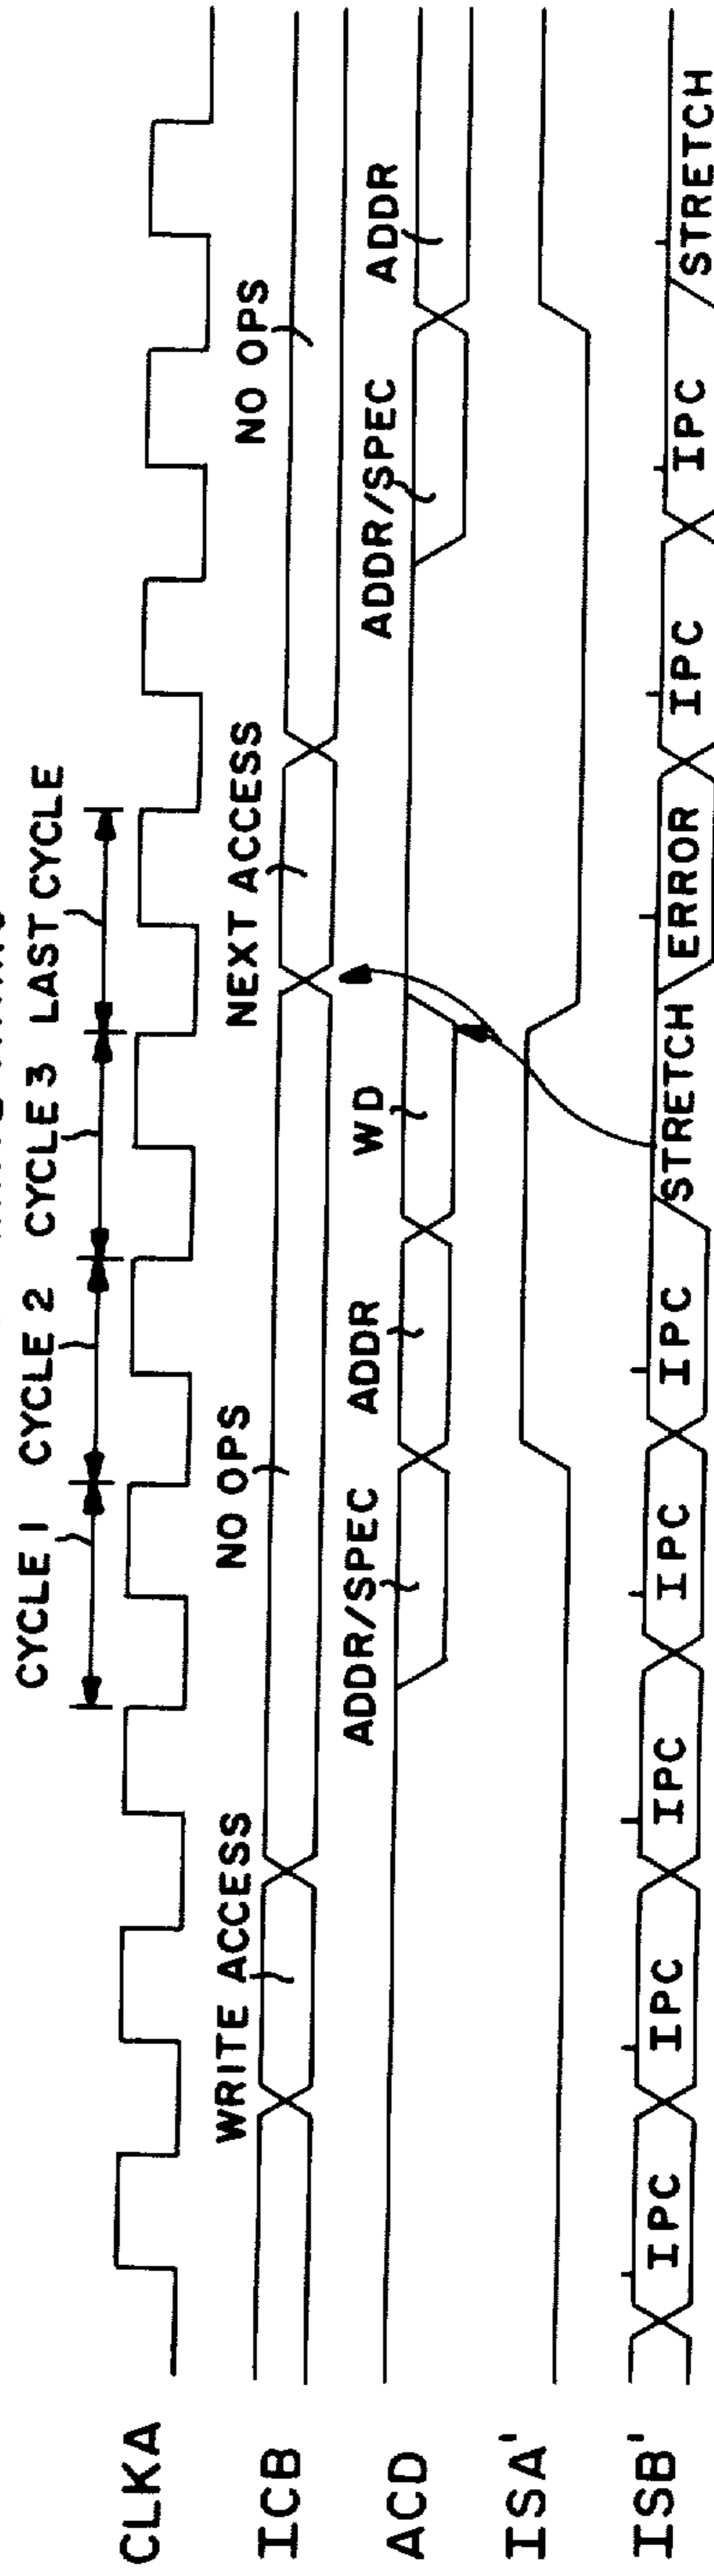 CYCLE 1 CYCLE 2 CYCLE 3 LAST CYCLE
CLKA
WRITE ACCESS NO OPS NEXT ACCESS NO OPS
ICB
ADDR/SPEC ADDR WD ADDR/SPEC ADDR
ACD
ISA'
ISB' IPC IPC IPC IPC IPC STRETCH ERROR IPC IPC STRETCH